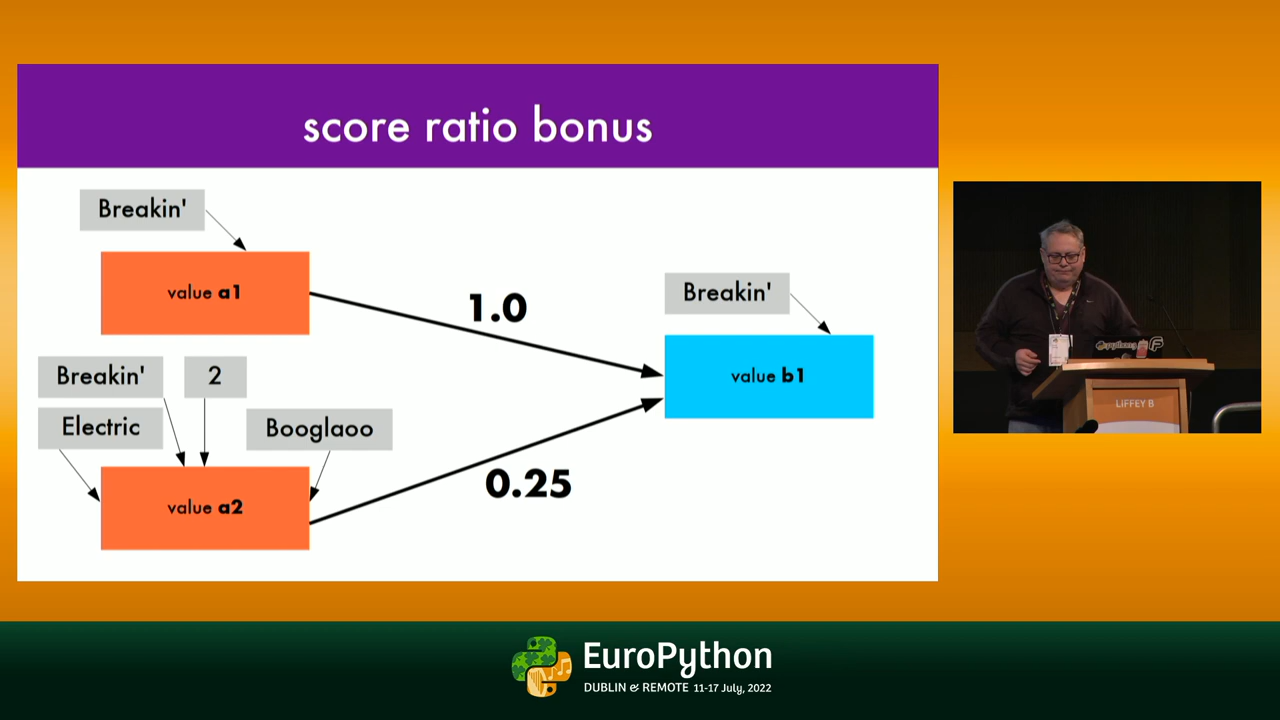 score ratio bonus
Breakin'
value a1
1.0
Breakin'
value b1
Breakin'
2
Electric
Booglaoo
value a2
0.25
LIFFEY B
EuroPython
DUBLIN & REMOTE 11-17 July, 2022